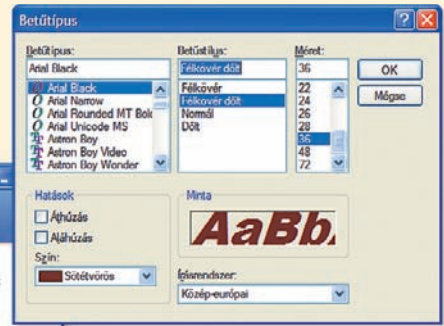 Betűtípus
Betűtípus: Betűstílus: Méret:
Arial Black Félkövér dőlt 36 OK
Arial Black Félkövér 22 Mégse
Arial Narrow Félkövér dőlt 24
Arial Rounded MT Bold Normál 26
Arial Unicode MS Dőlt 28
Astron Boy 36
Astron Boy Video 48
Astron Boy Wonder 72
Hatások Minta
Áthúzás
Aláhúzás
AaBb
Szín:
Sötétvörös
Írásrendszer:
Közép-európai